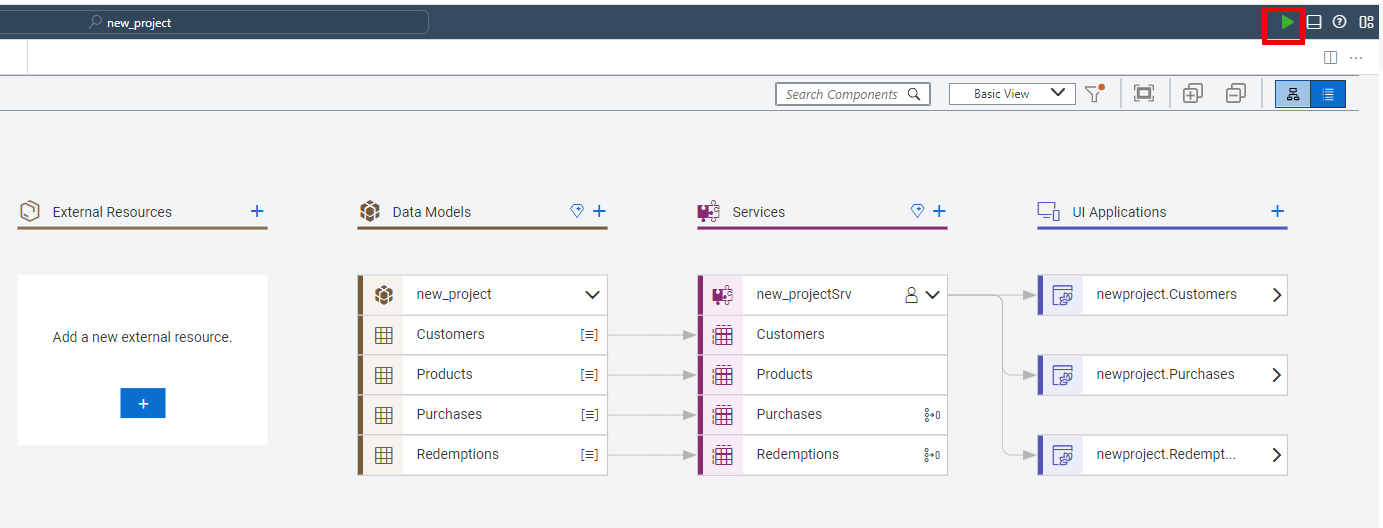 new_project
Search Components
Basic View
External Resources
Data Models
Services
UI Applications
Add a new external resource.
new_project
Customers
Products
Purchases
Redemptions
new_projectSrv
Customers
Products
Purchases
Redemptions
newproject.Customers
newproject.Purchases
newproject.Redempt...